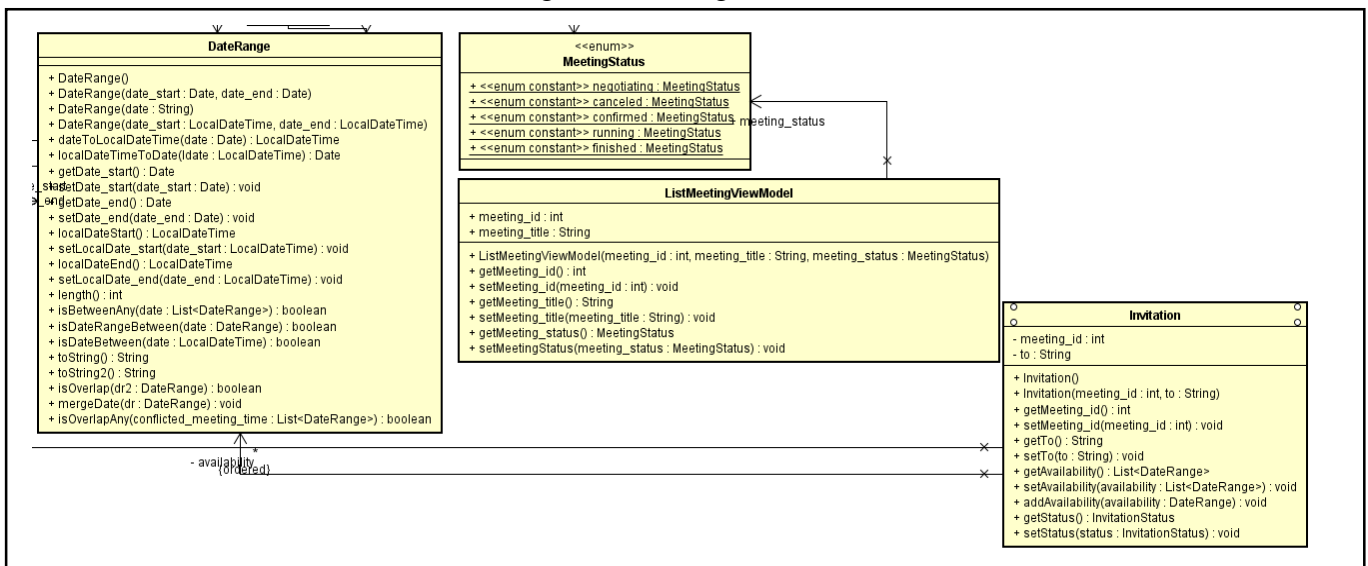 DateRange
+ DateRange()
+ DateRange(date_start : Date, date_end : Date)
+ DateRange(date : String)
+ DateRange(date_start : LocalDateTime, date_end : LocalDateTime)
+ dateToLocalDateTime(date : Date) : LocalDateTime
+ localDateTimeToDate(ldate : LocalDateTime) : Date
+ getDate_start() : Date
+ setDate_start(date_start : Date) : void
+ getDate_end() : Date
+ setDate_end(date_end : Date) : void
+ localDateStart() : LocalDateTime
+ setLocalDate_start(date_start : LocalDateTime) : void
+ localDateEnd() : LocalDateTime
+ setLocalDate_end(date_end : LocalDateTime) : void
+ length() : int
+ isBetweenAny(date : List<DateRange>) : boolean
+ isDateRangeBetween(date : DateRange) : boolean
+ isDateBetween(date : LocalDateTime) : boolean
+ toString() : String
+ toString2() : String
+ isOverlap(dr2 : DateRange) : boolean
+ mergeDate(dr : DateRange) : void
+ isOverlapAny(conflicted_meeting_time : List<DateRange>) : boolean
- availability
*
{ordered}
<<enum>>
MeetingStatus
+ <<enum constant>> negotiating : MeetingStatus
+ <<enum constant>> canceled : MeetingStatus
+ <<enum constant>> confirmed : MeetingStatus
+ <<enum constant>> running : MeetingStatus
+ <<enum constant>> finished : MeetingStatus
+ meeting_status
ListMeetingViewModel
+ meeting_id : int
+ meeting_title : String
+ ListMeetingViewModel(meeting_id : int, meeting_title : String, meeting_status : MeetingStatus)
+ getMeeting_id() : int
+ setMeeting_id(meeting_id : int) : void
+ getMeeting_title() : String
+ setMeeting_title(meeting_title : String) : void
+ getMeeting_status() : MeetingStatus
+ setMeetingStatus(meeting_status : MeetingStatus) : void
Invitation
- meeting_id : int
- to : String
+ Invitation()
+ Invitation(meeting_id : int, to : String)
+ getMeeting_id() : int
+ setMeeting_id(meeting_id : int) : void
+ getTo() : String
+ setTo(to : String) : void
+ getAvailability() : List<DateRange>
+ setAvailability(availability : List<DateRange>) : void
+ addAvailability(availability : DateRange) : void
+ getStatus() : InvitationStatus
+ setStatus(status : InvitationStatus) : void